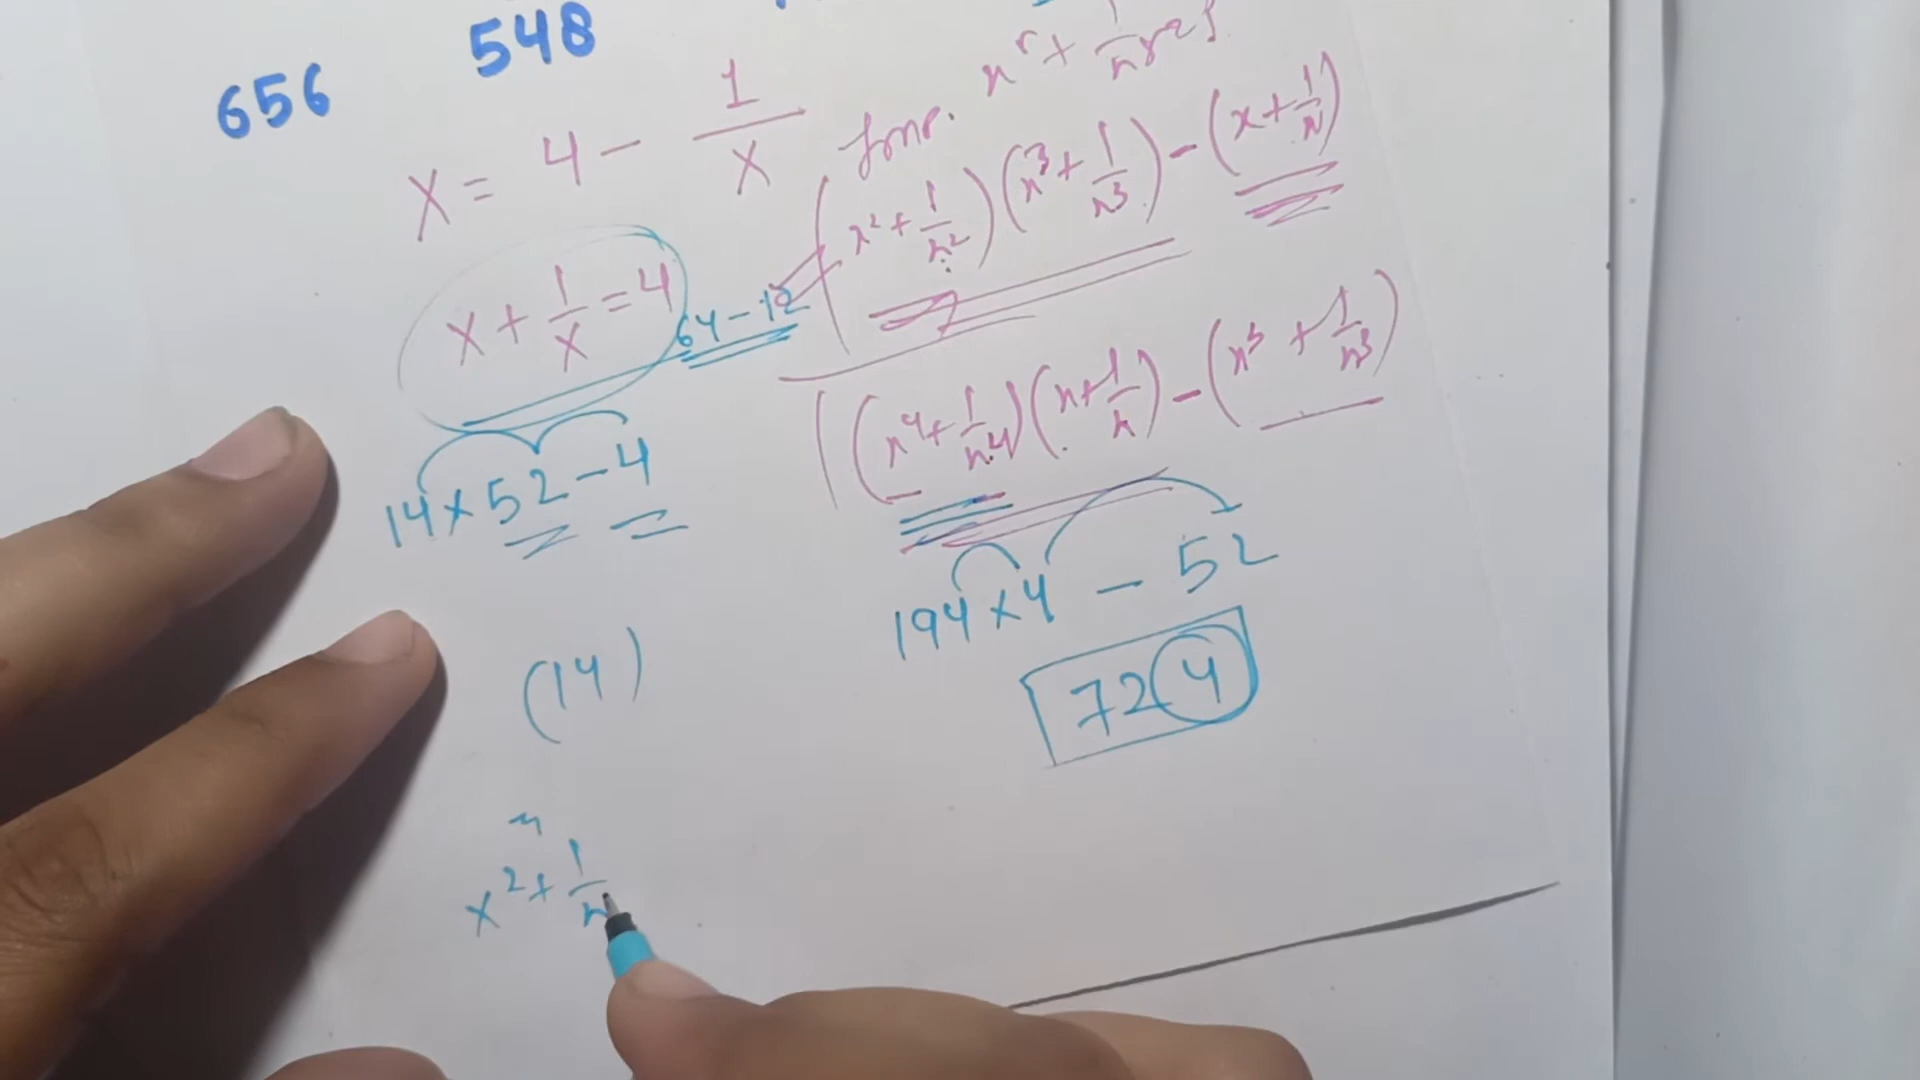 548
656
x = 4 - 1/x
x + 1/x = 4
64-12
(x² + 1/x²)(x³ + 1/x³) - (x + 1/x)
(x⁴ + 1/x⁴)(x + 1/x) - (x³ + 1/x³)
14 x 52 - 4
194 x 4 - 52
724
(14)
x² + 1/x